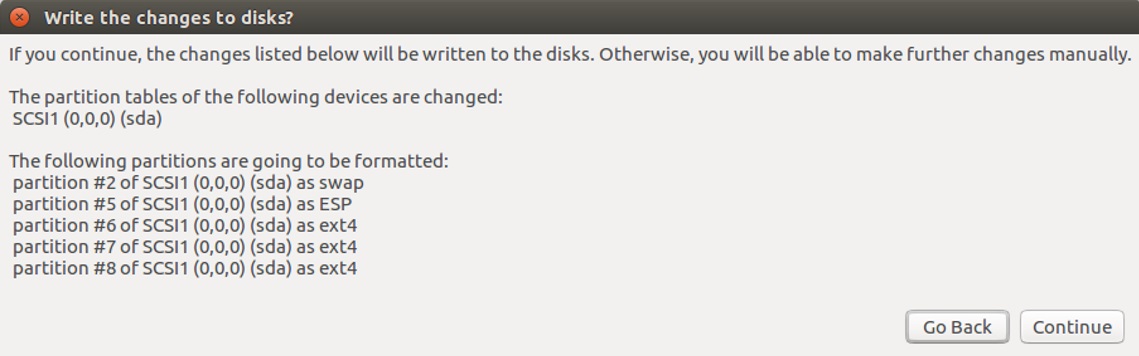 Write the changes to disks?
If you continue, the changes listed below will be written to the disks. Otherwise, you will be able to make further changes manually.
The partition tables of the following devices are changed:
SCSI1 (0,0,0) (sda)
The following partitions are going to be formatted:
partition #2 of SCSI1 (0,0,0) (sda) as swap
partition #5 of SCSI1 (0,0,0) (sda) as ESP
partition #6 of SCSI1 (0,0,0) (sda) as ext4
partition #7 of SCSI1 (0,0,0) (sda) as ext4
partition #8 of SCSI1 (0,0,0) (sda) as ext4
Go Back Continue